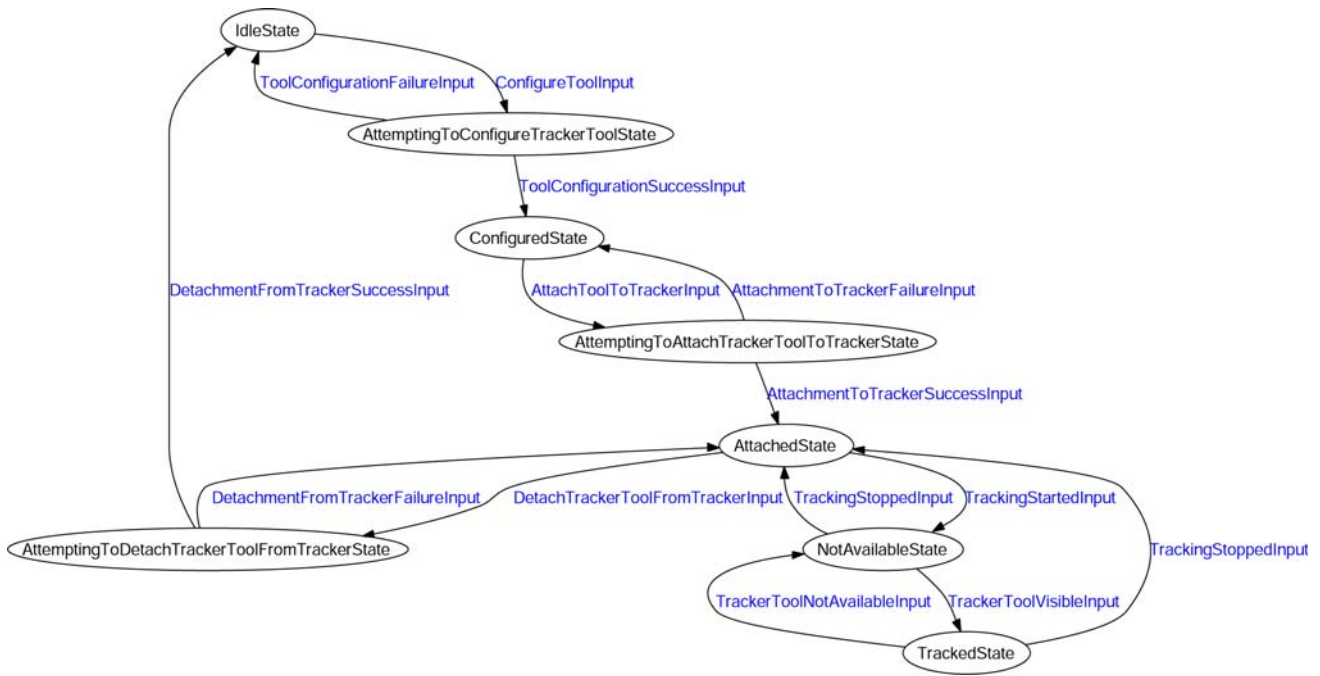 IdleState
ToolConfigurationFailureInput
ConfigureToolInput
AttemptingToConfigureTrackerToolState
ToolConfigurationSuccessInput
ConfiguredState
DetachmentFromTrackerSuccessInput
AttachToolToTrackerInput
AttachmentToTrackerFailureInput
AttemptingToAttachTrackerToolToTrackerState
AttachmentToTrackerSuccessInput
AttachedState
DetachmentFromTrackerFailureInput
DetachTrackerToolFromTrackerInput
TrackingStoppedInput
TrackingStartedInput
AttemptingToDetachTrackerToolFromTrackerState
NotAvailableState
TrackingStoppedInput
TrackerToolNotAvailableInput
TrackerToolVisibleInput
TrackedState